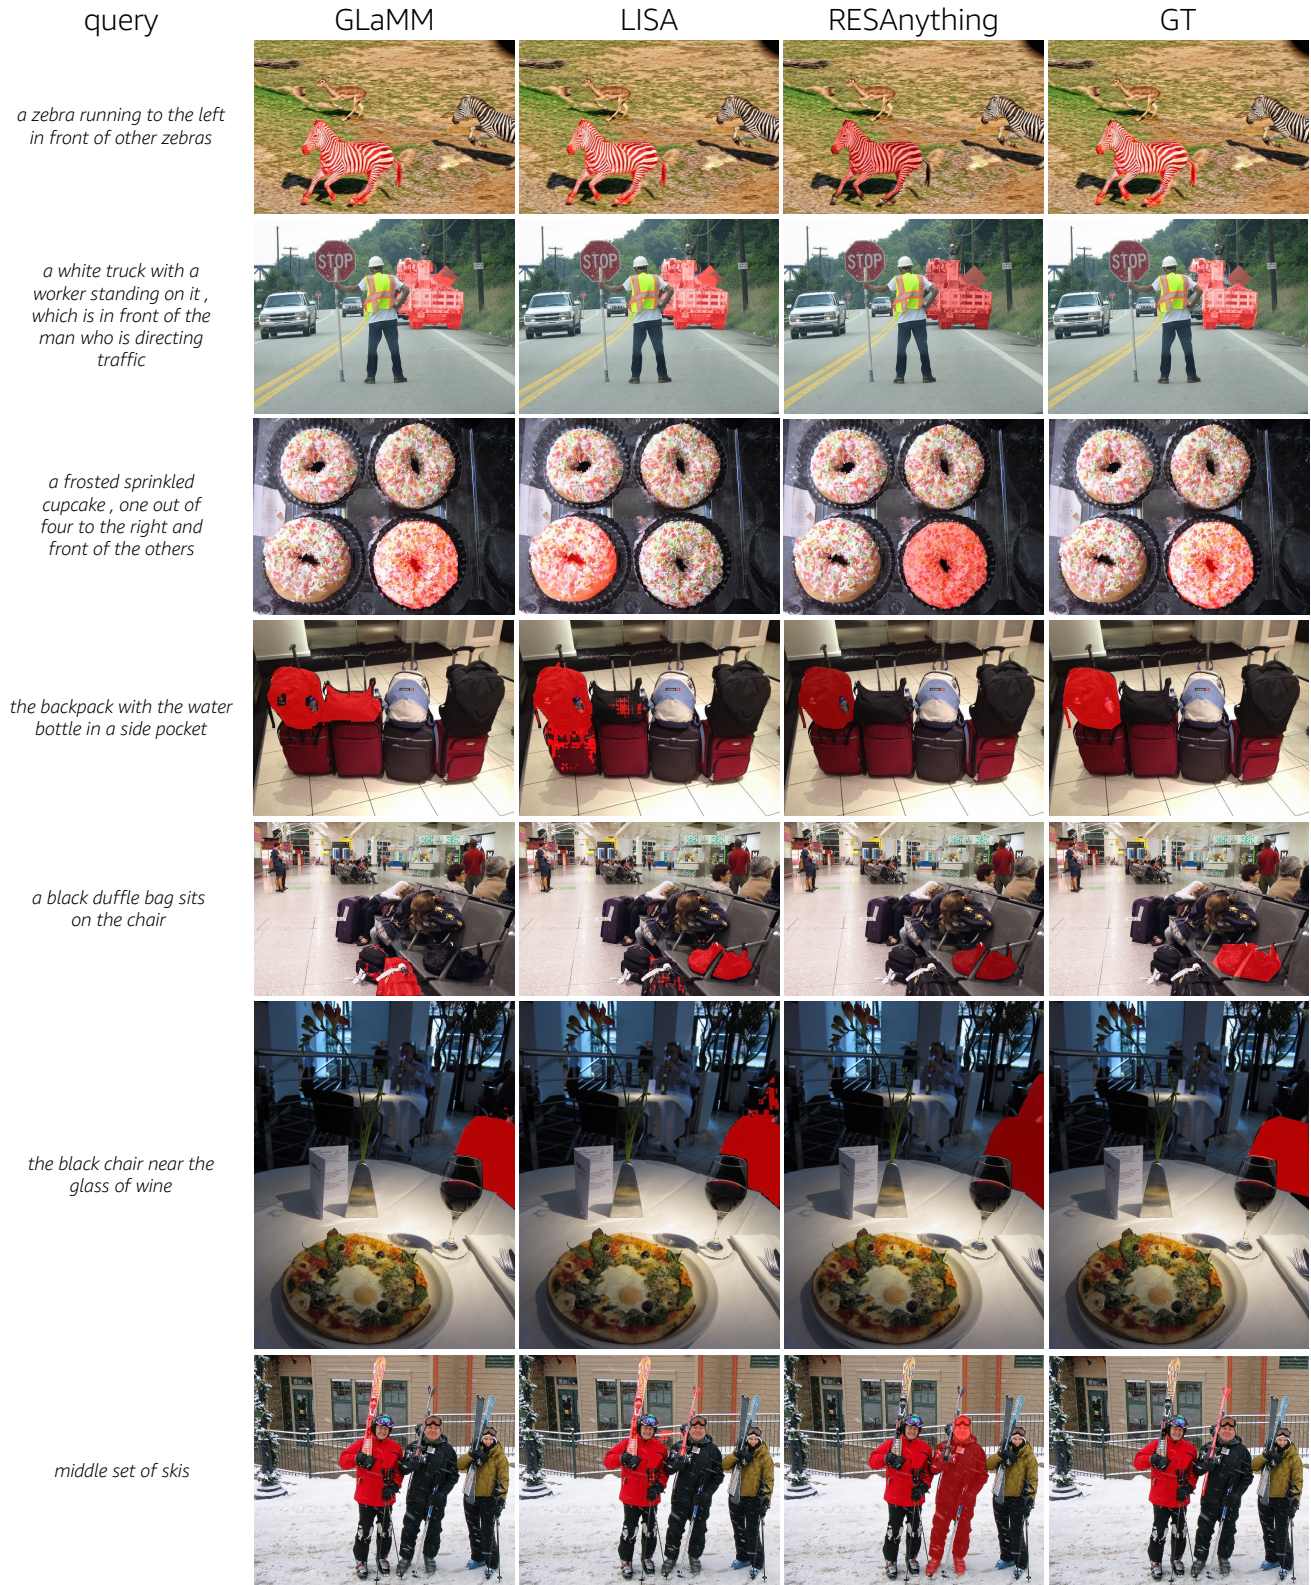 query GLaMM LISA RESAnything GT
a zebra running to the left
in front of other zebras
STOP STOP STOP STOP
a white truck with a
worker standing on it ,
which is in front of the
man who is directing
traffic
a frosted sprinkled
cupcake , one out of
four to the right and
front of the others
the backpack with the water
bottle in a side pocket
a black duffle bag sits
on the chair
the black chair near the
glass of wine
middle set of skis